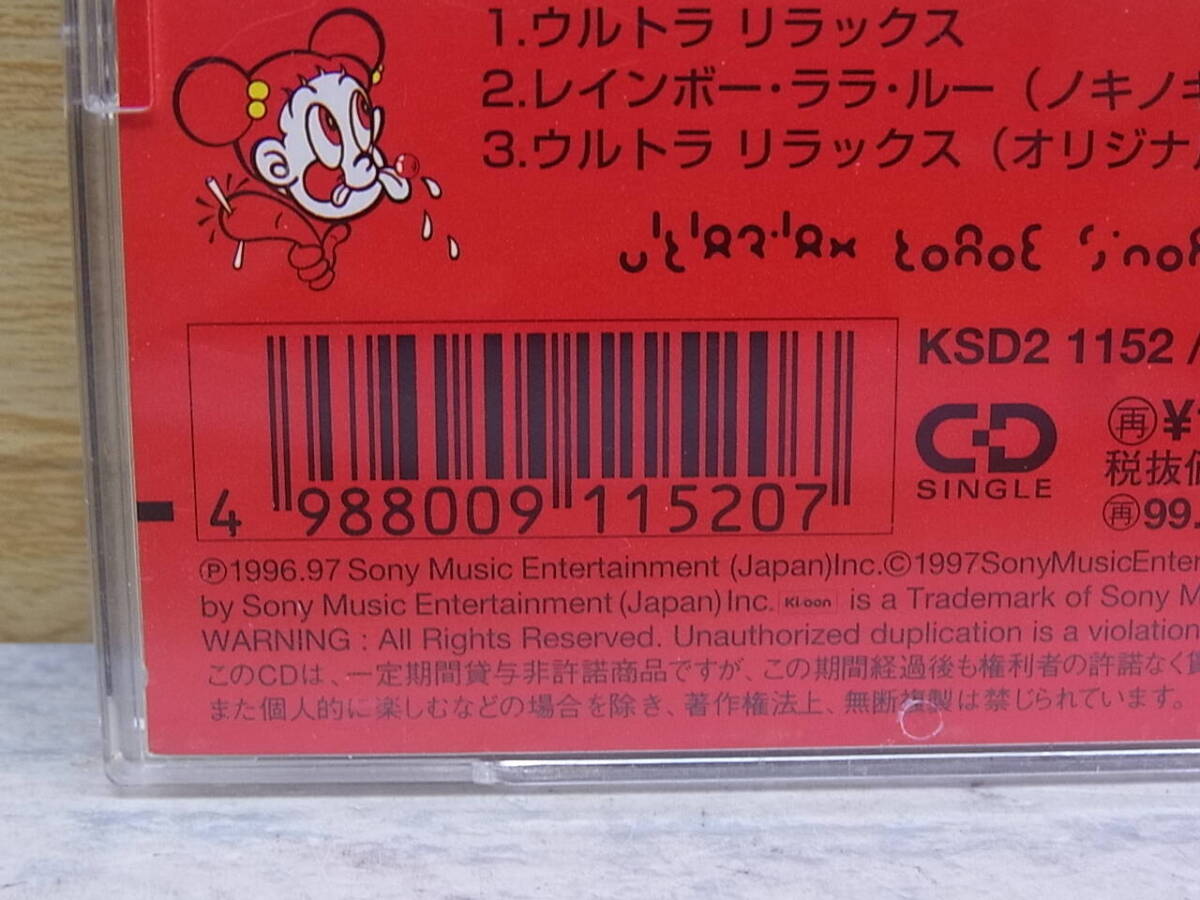 1.ウルトラ リラックス
2.レインボー・ララ・ルー（ノキノキ
3.ウルトラ リラックス（オリジナル
KSD2 1152 /
CD
SINGLE
再 ¥
税抜価
再 99.
4 988009 115207
Ⓟ1996.97 Sony Music Entertainment (Japan)Inc.©1997SonyMusicEnter
by Sony Music Entertainment (Japan) Inc. Ki-oon is a Trademark of Sony M
WARNING : All Rights Reserved. Unauthorized duplication is a violation
このCDは、一定期間貸与非許諾商品ですが、この期間経過後も権利者の許諾なく
また個人的に楽しむなどの場合を除き、著作権法上、無断複製は禁じられています。